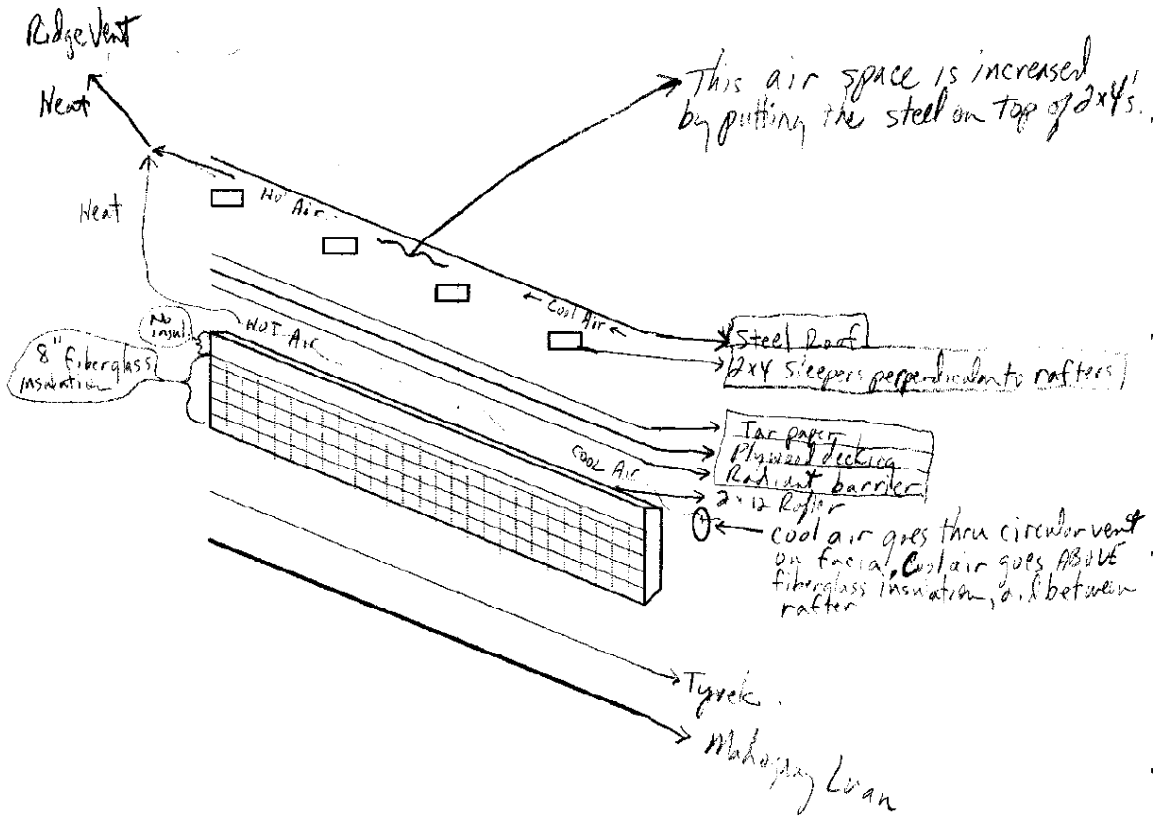 Ridge Vent
Heat
This air space is increased
by putting the steel on top of 2x4's.
Heat
Hot Air
← Cool Air ←
No
insul.
HOT Air
8" fiberglass
insulation
Steel Roof
2x4 sleepers perpendicular to rafters
Tar paper
Plywood decking
Radiant barrier
COOL Air
2x12 Rafter
cool air goes thru circular vent
on facia, Cool air goes ABOVE
fiberglass insulation, and between
rafter
Tyvek
Mahogany Luan